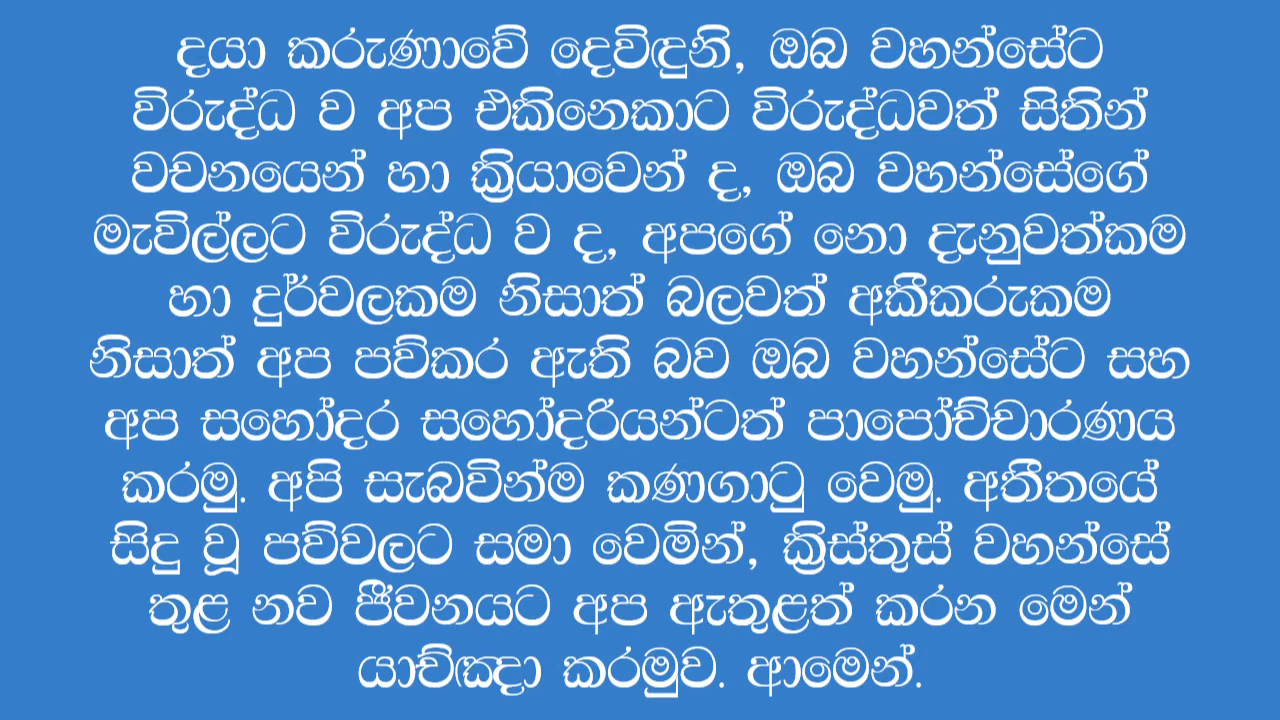 දයා කරුණාවේ දෙවිඳුනි, ඔබ වහන්සේට
විරුද්ධ ව අප එකිනෙකාට විරුද්ධවත් සිතින්
වචනයෙන් හා ක්‍රියාවෙන් ද, ඔබ වහන්සේගේ
මැවිල්ලට විරුද්ධ ව ද, අපගේ නො දැනුවත්කම
හා දුර්වලකම නිසාත් බලවත් අකීකරුකම
නිසාත් අප පව්කර ඇති බව ඔබ වහන්සේට සහ
අප සහෝදර සහෝදරියන්ටත් පාපෝච්චාරණය
කරමු. අපි සැබවින්ම කණගාටු වෙමු. අතීතයේ
සිදු වූ පව්වලට සමා වෙමින්, ක්‍රිස්තුස් වහන්සේ
තුළ නව ජීවනයට අප ඇතුළත් කරන මෙන්
යාච්ඤා කරමුව. ආමෙන්.